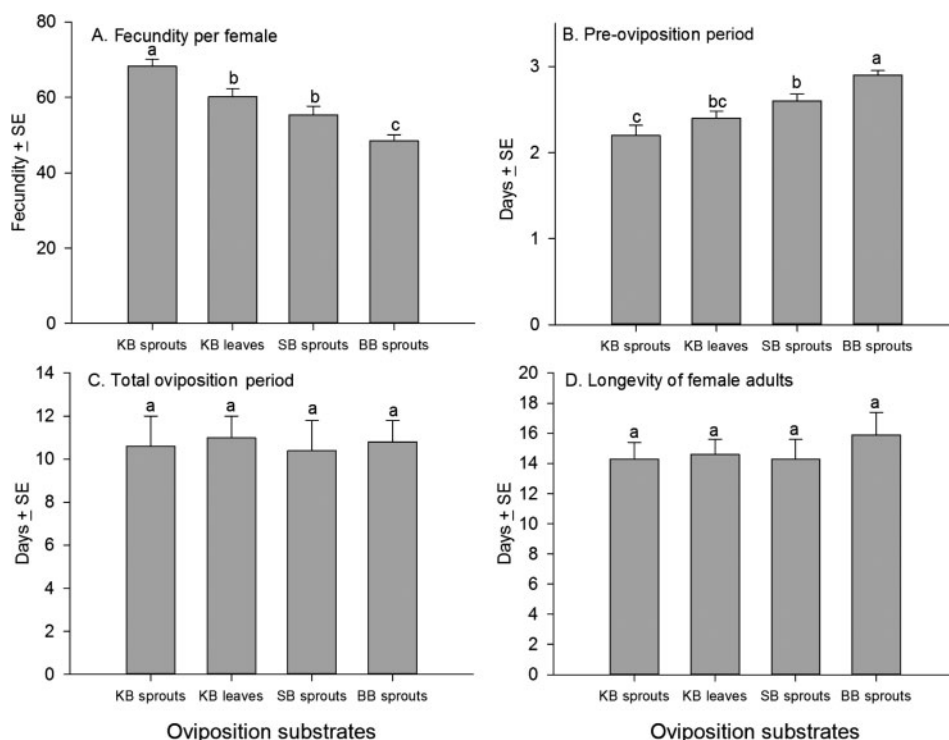 A. Fecundity per female
Fecundity ± SE
80
60
40
20
0
a
b
b
c
KB sprouts
KB leaves
SB sprouts
BB sprouts
B. Pre-oviposition period
Days ± SE
3
2
1
0
c
bc
b
a
KB sprouts
KB leaves
SB sprouts
BB sprouts
C. Total oviposition period
Days ± SE
14
12
10
8
6
4
2
0
a
a
a
a
KB sprouts
KB leaves
SB sprouts
BB sprouts
Oviposition substrates
D. Longevity of female adults
Days ± SE
20
18
16
14
12
10
8
6
4
2
0
a
a
a
a
KB sprouts
KB leaves
SB sprouts
BB sprouts
Oviposition substrates